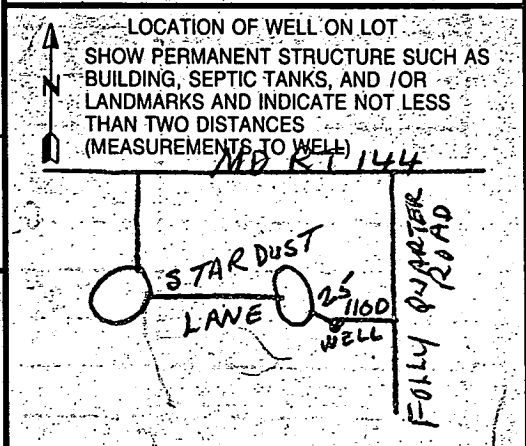 LOCATION OF WELL ON LOT
SHOW PERMANENT STRUCTURE SUCH AS
BUILDING, SEPTIC TANKS, AND /OR
LANDMARKS AND INDICATE NOT LESS
THAN TWO DISTANCES
(MEASUREMENTS TO WELL)
N
MD RT 144
STARDUST
LANE
25
1100
WELL
FOLLY QUARTER
ROAD